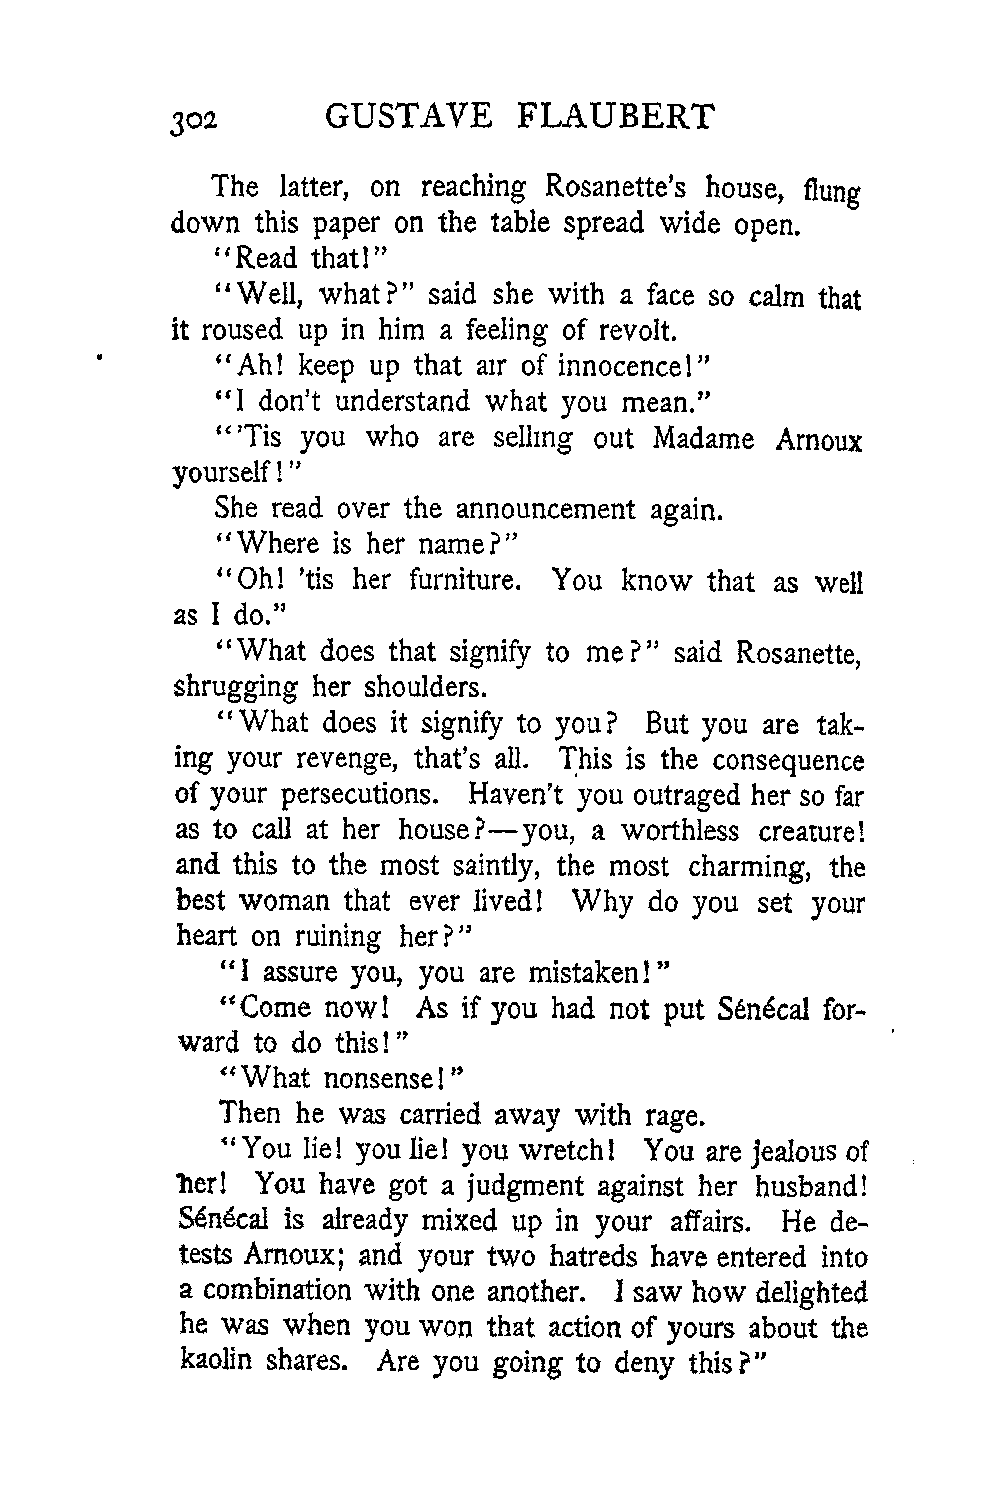 302 GUSTAVE FLAUBERT
The latter, on reaching Rosanette's house, flung
down this paper on the table spread wide open.
"Read that!"
"Well, what?" said she with a face so calm that
it roused up in him a feeling of revolt.
"Ah! keep up that air of innocence!"
"I don't understand what you mean."
"'Tis you who are selling out Madame Arnoux
yourself!"
She read over the announcement again.
"Where is her name?"
"Oh! 'tis her furniture. You know that as well
as I do."
"What does that signify to me?" said Rosanette,
shrugging her shoulders.
"What does it signify to you? But you are tak-
ing your revenge, that's all. This is the consequence
of your persecutions. Haven't you outraged her so far
as to call at her house?—you, a worthless creature!
and this to the most saintly, the most charming, the
best woman that ever lived! Why do you set your
heart on ruining her?"
"I assure you, you are mistaken!"
"Come now! As if you had not put Sénécal for-
ward to do this!"
"What nonsense!"
Then he was carried away with rage.
"You lie! you lie! you wretch! You are jealous of
her! You have got a judgment against her husband!
Sénécal is already mixed up in your affairs. He de-
tests Arnoux; and your two hatreds have entered into
a combination with one another. I saw how delighted
he was when you won that action of yours about the
kaolin shares. Are you going to deny this?"